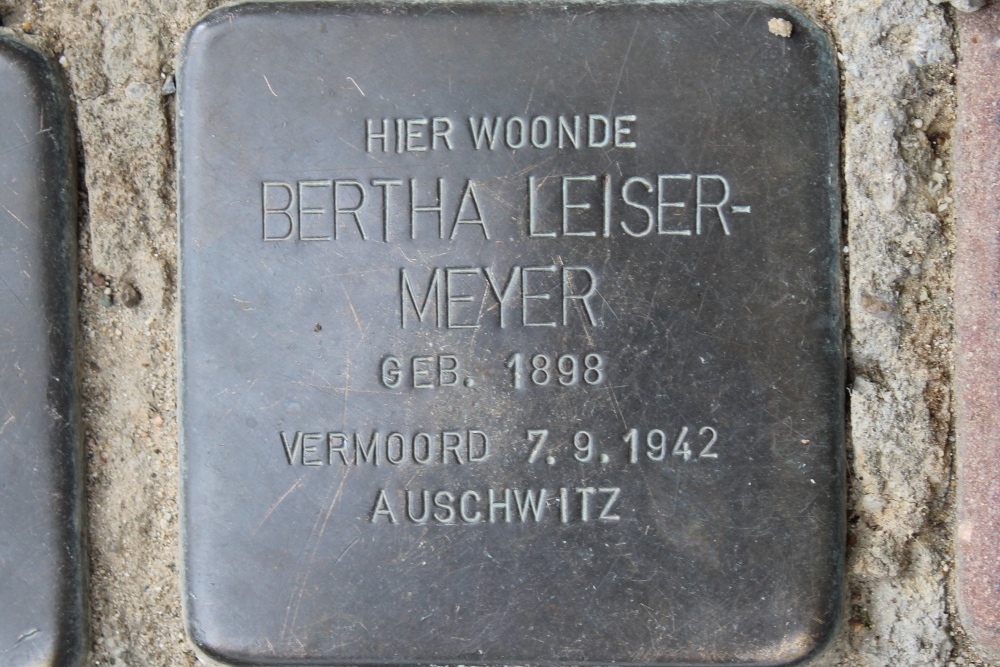 HIER WOONDE
BERTHA LEISER-
MEYER
GEB. 1898
VERMOORD 7.9.1942
AUSCHWITZ